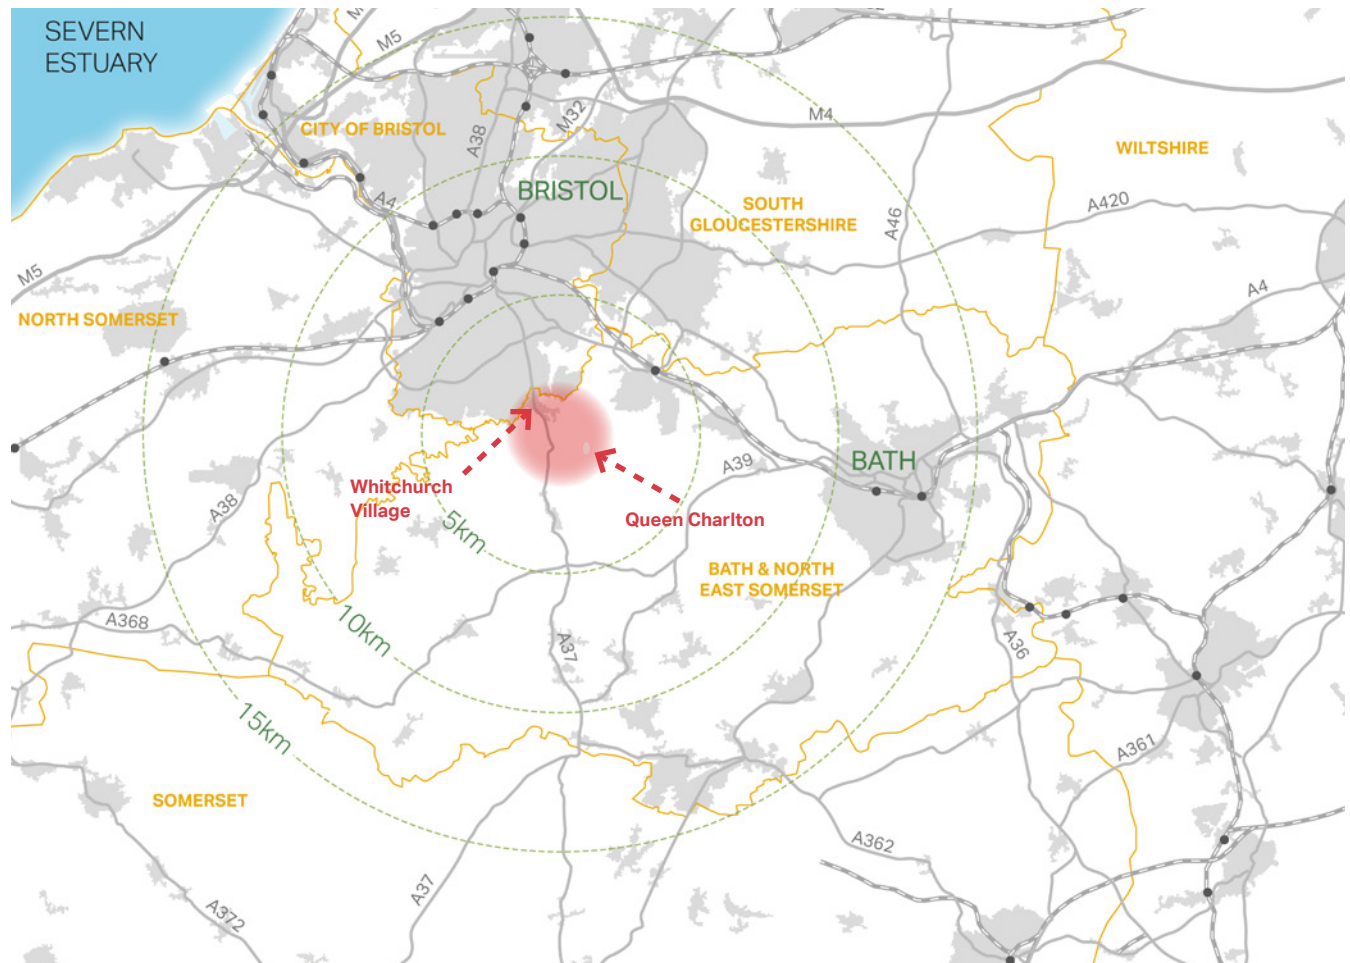 SEVERN
ESTUARY
M5
M4
CITY OF BRISTOL
A38
M32
A4
BRISTOL
WILTSHIRE
SOUTH
GLOUCESTERSHIRE
A46
A420
M5
NORTH SOMERSET
A4
Whitchurch
Village
A39
BATH
Queen Charlton
A38
5km
BATH & NORTH
EAST SOMERSET
A368
10km
A37
A36
15km
A361
SOMERSET
A362
A37
A372